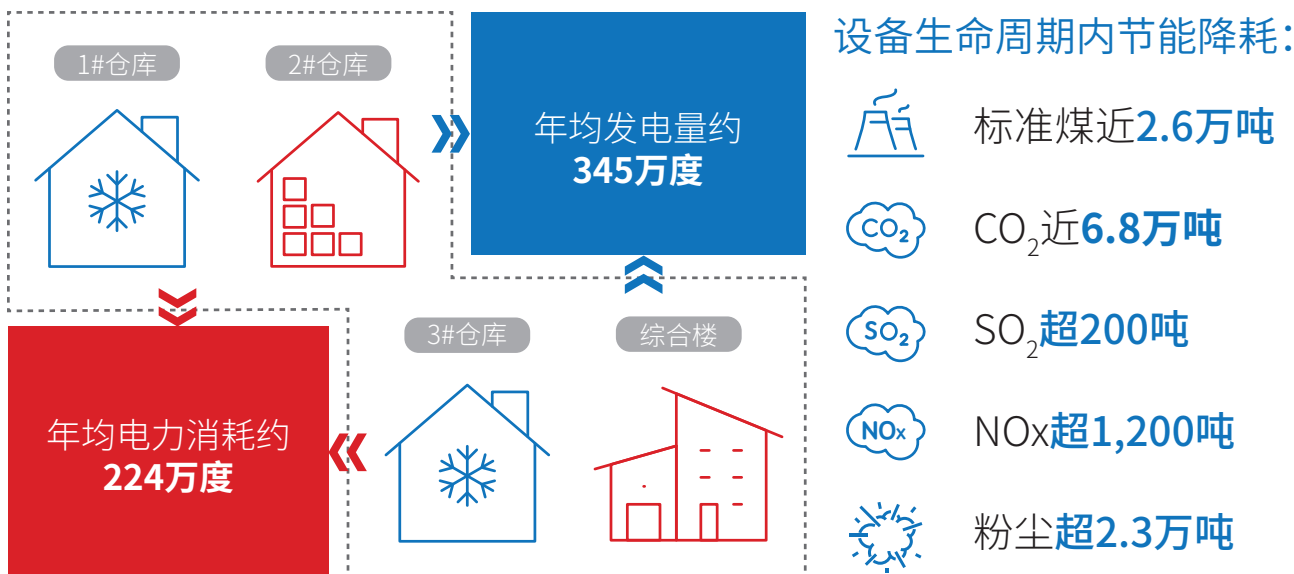 1#仓库
2#仓库
年均发电量约
345万度
3#仓库
综合楼
年均电力消耗约
224万度
设备生命周期内节能降耗：
标准煤近2.6万吨
CO₂
CO₂近6.8万吨
SO₂
SO₂超200吨
NOx
NOx超1,200吨
粉尘超2.3万吨